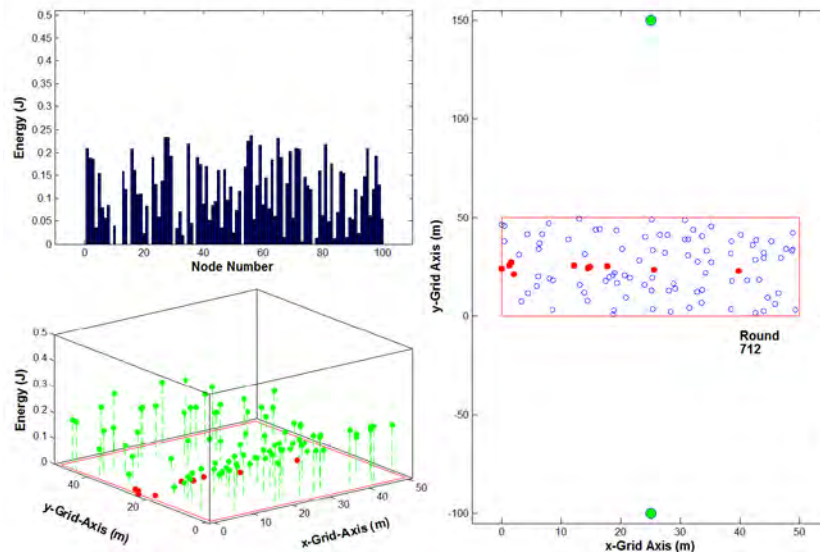 0.5
0.45
0.4
0.35
0.3
0.25
0.2
0.15
0.1
0.05
0
Energy (J)
0 20 40 60 80 100
Node Number
0.5
0.4
0.3
0.2
0.1
0
Energy (J)
40
20
0
y-Grid-Axis (m)
0 10 20 30 40 50
x-Grid-Axis (m)
150
100
50
0
-50
-100
y-Grid Axis (m)
Round
712
0 10 20 30 40 50
x-Grid Axis (m)